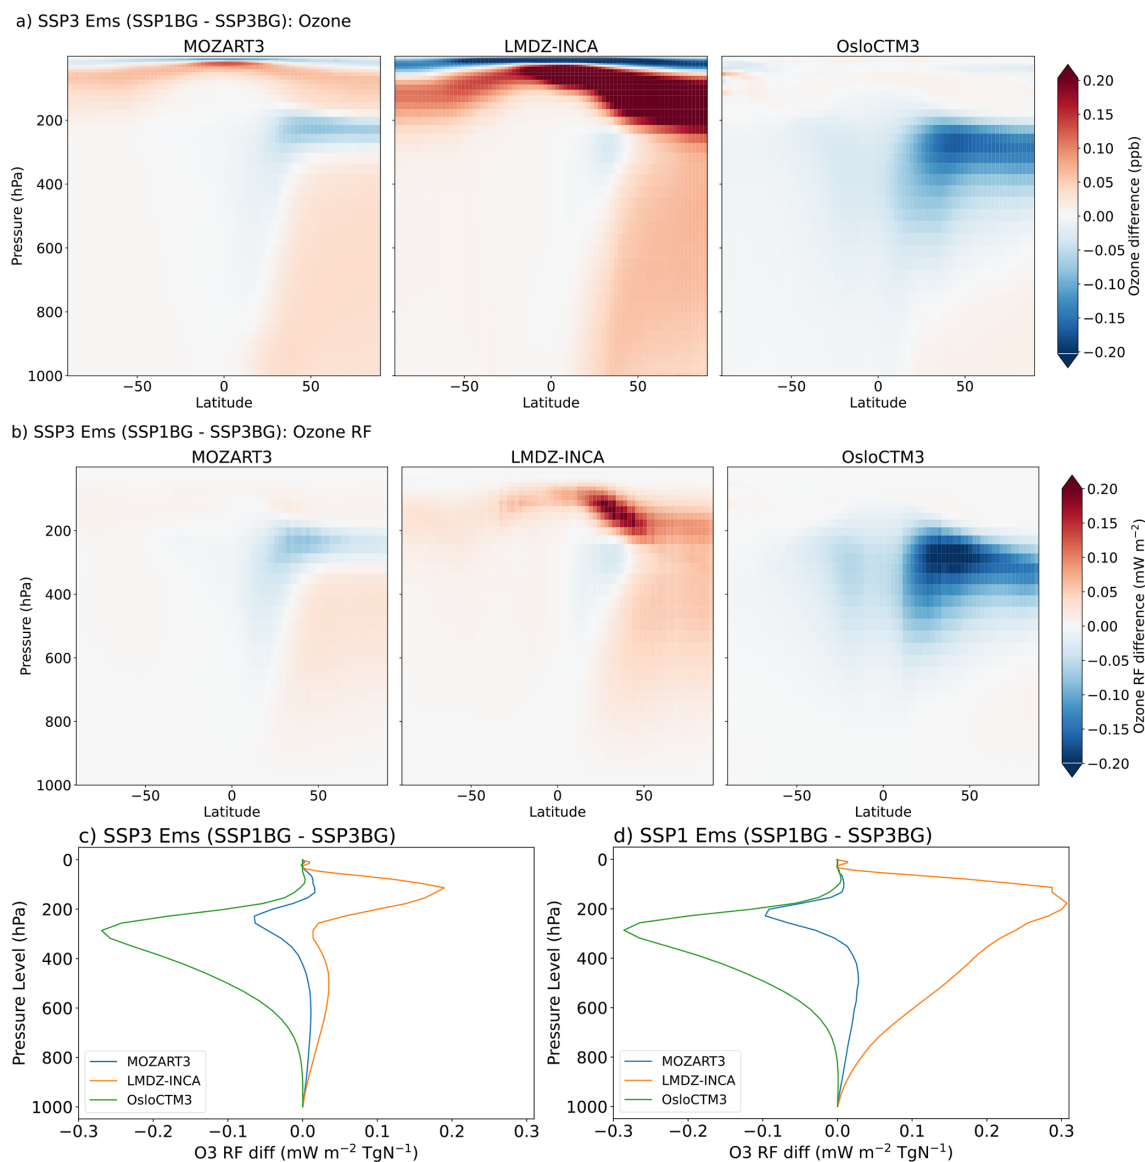 a) SSP3 Ems (SSP1BG - SSP3BG): Ozone
MOZART3 LMDZ-INCA OsloCTM3
200
400
600
800
1000
Pressure (hPa)
−50 0 50 −50 0 50 −50 0 50
Latitude Latitude Latitude
0.20
0.15
0.10
0.05
0.00
−0.05
−0.10
−0.15
−0.20
Ozone difference (ppb)
b) SSP3 Ems (SSP1BG - SSP3BG): Ozone RF
MOZART3 LMDZ-INCA OsloCTM3
200
400
600
800
1000
Pressure (hPa)
−50 0 50 −50 0 50 −50 0 50
Latitude Latitude Latitude
0.20
0.15
0.10
0.05
0.00
−0.05
−0.10
−0.15
−0.20
Ozone RF difference (mW m⁻²)
c) SSP3 Ems (SSP1BG - SSP3BG)
0
200
400
600
800
1000
Pressure Level (hPa)
MOZART3
LMDZ-INCA
OsloCTM3
−0.3 −0.2 −0.1 0.0 0.1 0.2 0.3
O3 RF diff (mW m⁻² TgN⁻¹)
d) SSP1 Ems (SSP1BG - SSP3BG)
0
200
400
600
800
1000
Pressure Level (hPa)
MOZART3
LMDZ-INCA
OsloCTM3
−0.3 −0.2 −0.1 0.0 0.1 0.2 0.3
O3 RF diff (mW m⁻² TgN⁻¹)